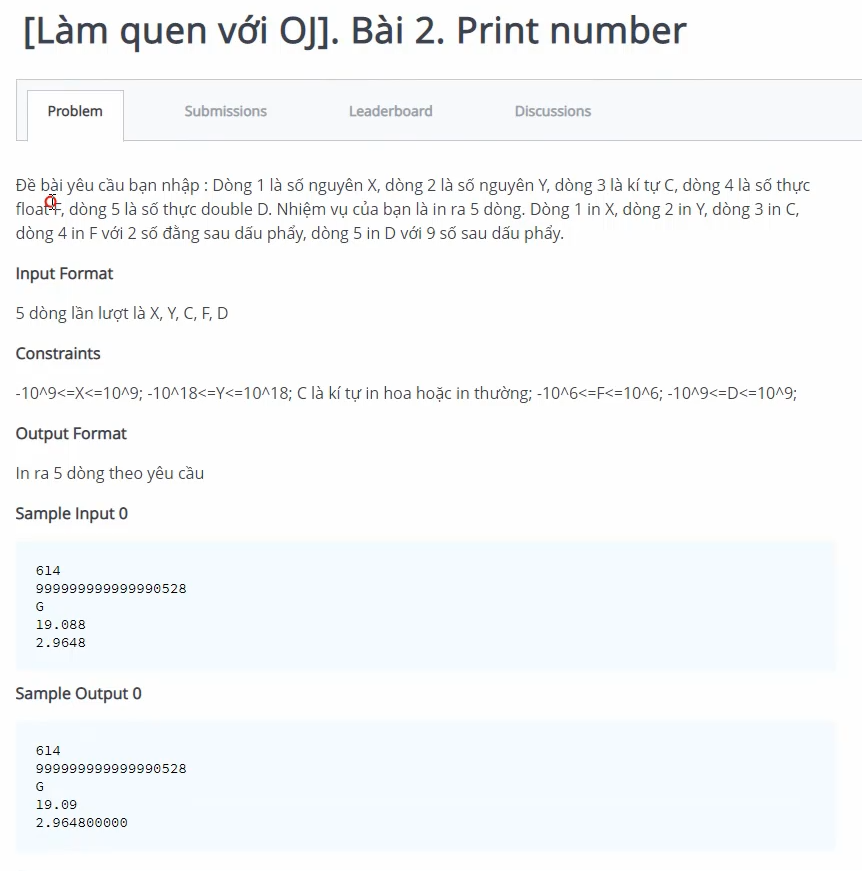 [Làm quen với OJ]. Bài 2. Print number
Problem Submissions Leaderboard Discussions
Đề bài yêu cầu bạn nhập : Dòng 1 là số nguyên X, dòng 2 là số nguyên Y, dòng 3 là kí tự C, dòng 4 là số thực
float F, dòng 5 là số thực double D. Nhiệm vụ của bạn là in ra 5 dòng. Dòng 1 in X, dòng 2 in Y, dòng 3 in C,
dòng 4 in F với 2 số đằng sau dấu phẩy, dòng 5 in D với 9 số sau dấu phẩy.
Input Format
5 dòng lần lượt là X, Y, C, F, D
Constraints
-10^9<=X<=10^9; -10^18<=Y<=10^18; C là kí tự in hoa hoặc in thường; -10^6<=F<=10^6; -10^9<=D<=10^9;
Output Format
In ra 5 dòng theo yêu cầu
Sample Input 0
614
999999999999990528
G
19.088
2.9648
Sample Output 0
614
999999999999990528
G
19.09
2.964800000